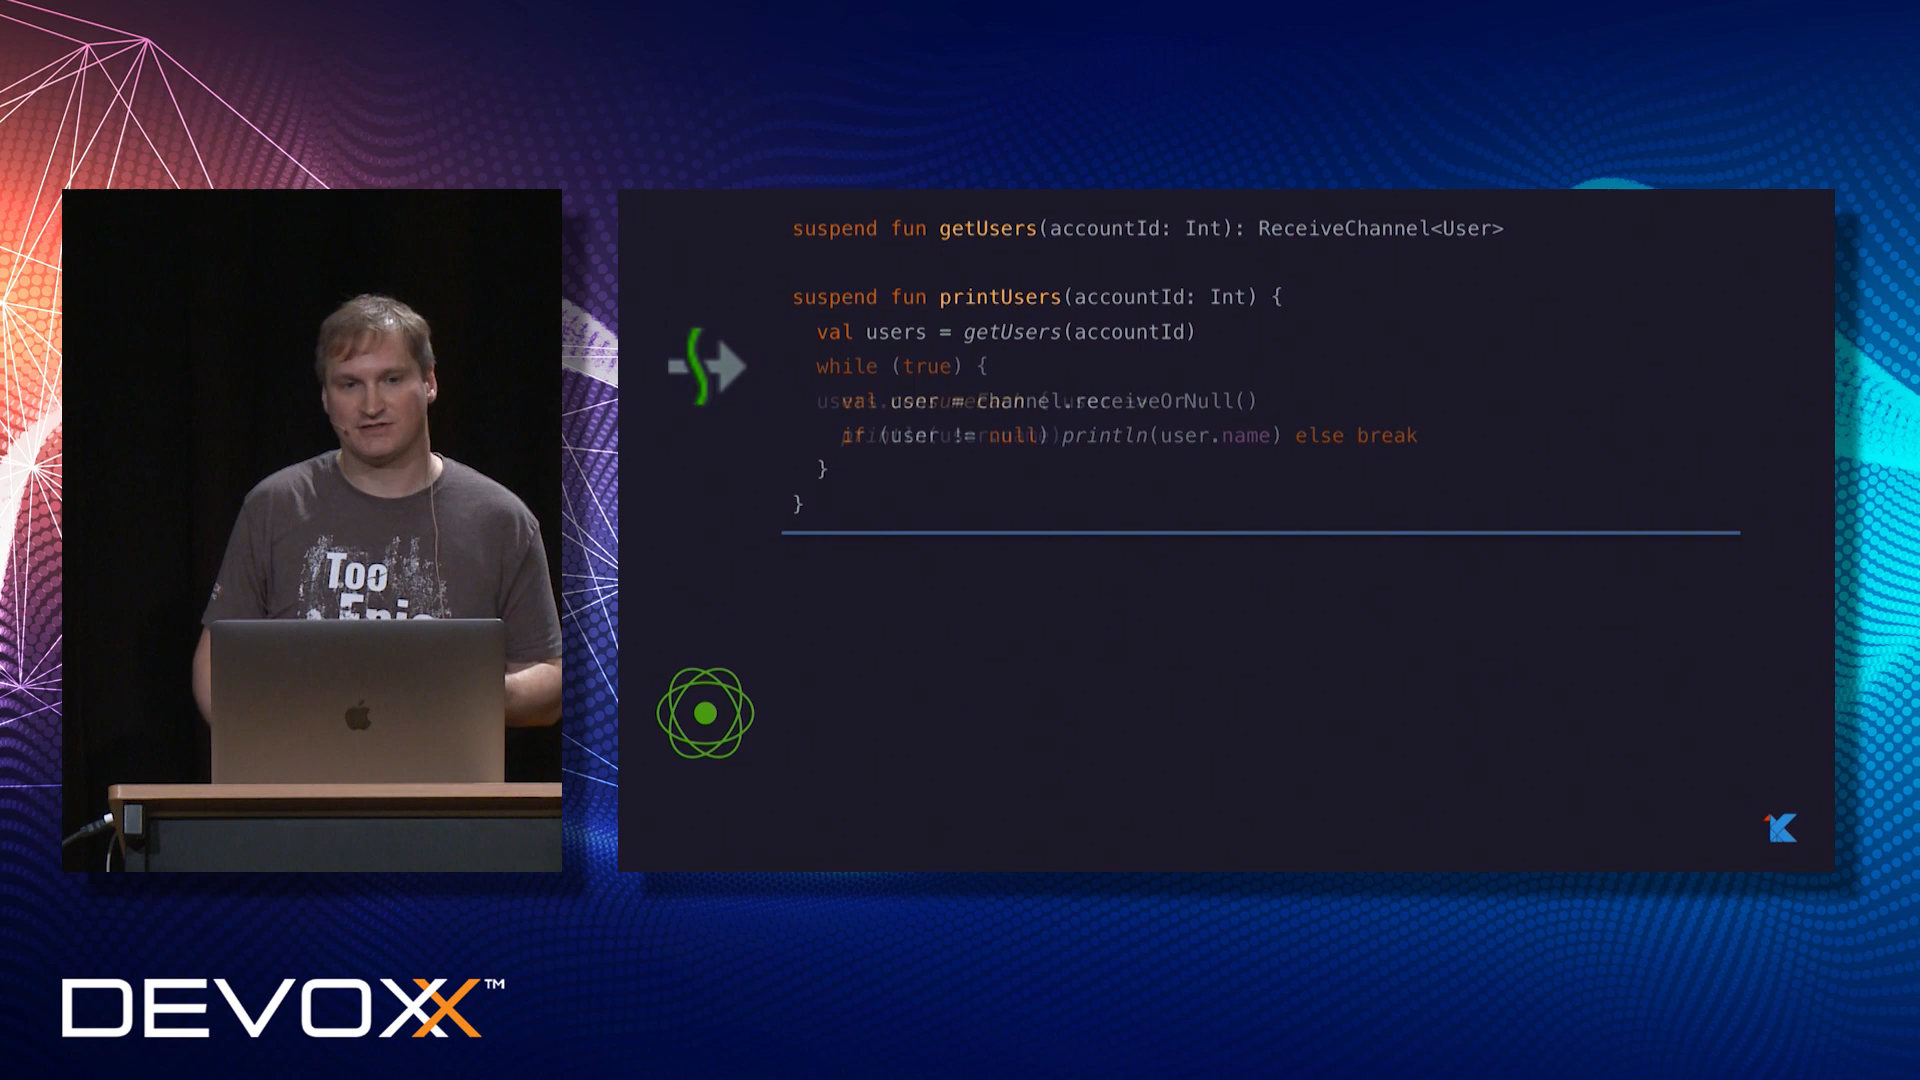 suspend fun getUsers(accountId: Int): ReceiveChannel<User>
suspend fun printUsers(accountId: Int) {
val users = getUsers(accountId)
while (true) {
val user = channel.receiveOrNull()
if (user != null) println(user.name) else break
}
}
Too
Epic
DEVOXX™